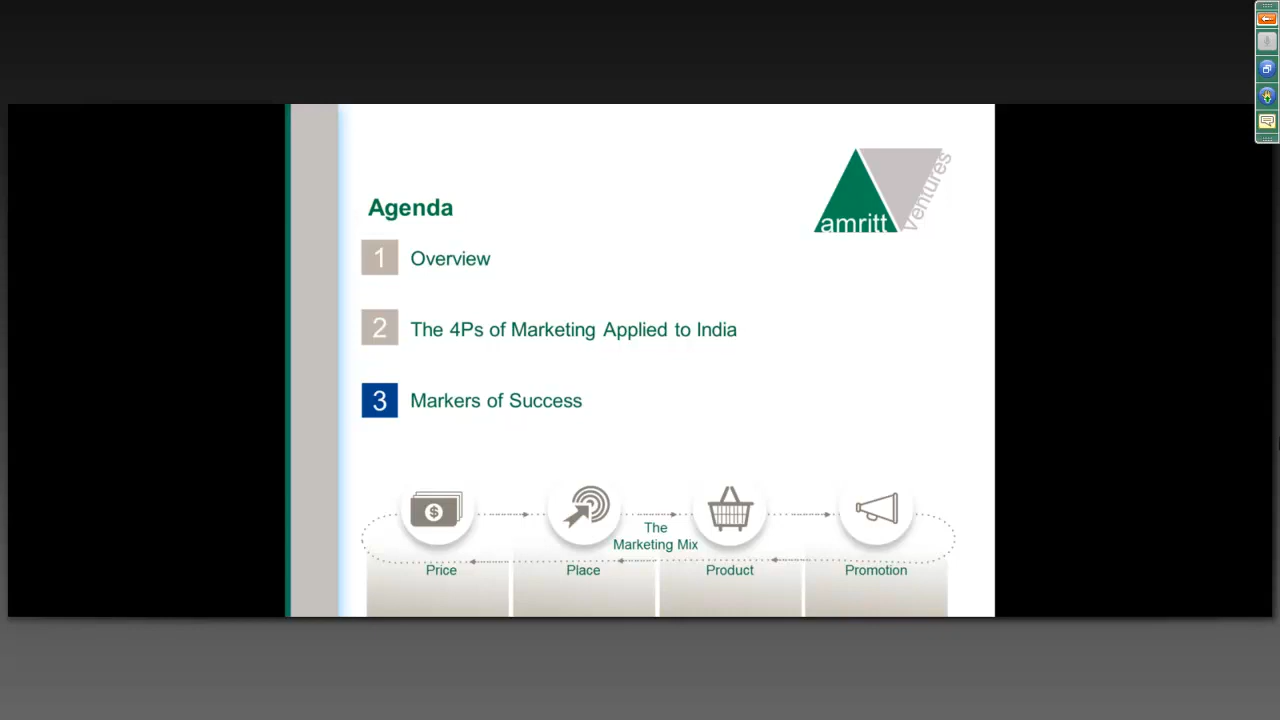 ventures
amritt
Agenda
1 Overview
2 The 4Ps of Marketing Applied to India
3 Markers of Success
$
The
Marketing Mix
Price Place Product Promotion